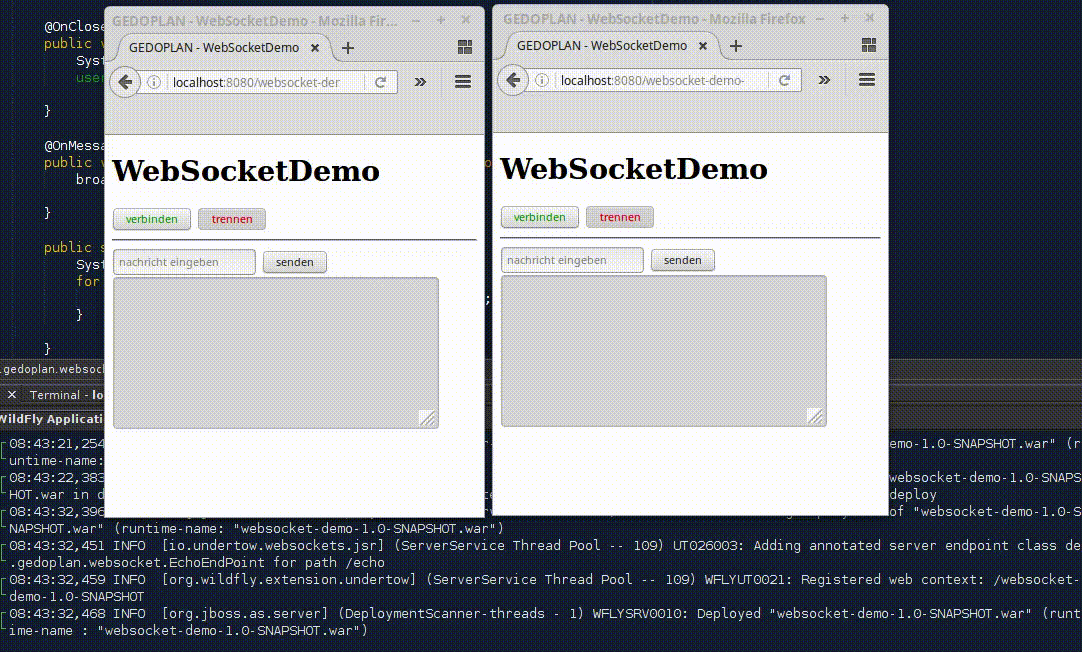 @OnClose
public v
Syst
user
}
@OnMessa
public v
broa
}
public s
Syst
for
;
}
}
.gedoplan.websock
Terminal - lo
WildFly Applicati
GEDOPLAN - WebSocketDemo - Mozilla Fir...
GEDOPLAN - WebSocketDemo
localhost:8080/websocket-der
WebSocketDemo
verbinden
trennen
nachricht eingeben
senden
GEDOPLAN - WebSocketDemo - Mozilla Firefox
GEDOPLAN - WebSocketDemo
localhost:8080/websocket-demo-
WebSocketDemo
verbinden
trennen
nachricht eingeben
senden
08:43:21,254 emo-1.0-SNAPSHOT.war" (r
untime-name:
08:43:22,383 websocket-demo-1.0-SNAPS
HOT.war in d deploy
08:43:32,396 of "websocket-demo-1.0-S
NAPSHOT.war" (runtime-name: "websocket-demo-1.0-SNAPSHOT.war")
08:43:32,451 INFO [io.undertow.websockets.jsr] (ServerService Thread Pool -- 109) UT026003: Adding annotated server endpoint class de
.gedoplan.websocket.EchoEndPoint for path /echo
08:43:32,459 INFO [org.wildfly.extension.undertow] (ServerService Thread Pool -- 109) WFLYUT0021: Registered web context: /websocket-
demo-1.0-SNAPSHOT
08:43:32,468 INFO [org.jboss.as.server] (DeploymentScanner-threads - 1) WFLYSRV0010: Deployed "websocket-demo-1.0-SNAPSHOT.war" (runt
ime-name : "websocket-demo-1.0-SNAPSHOT.war")